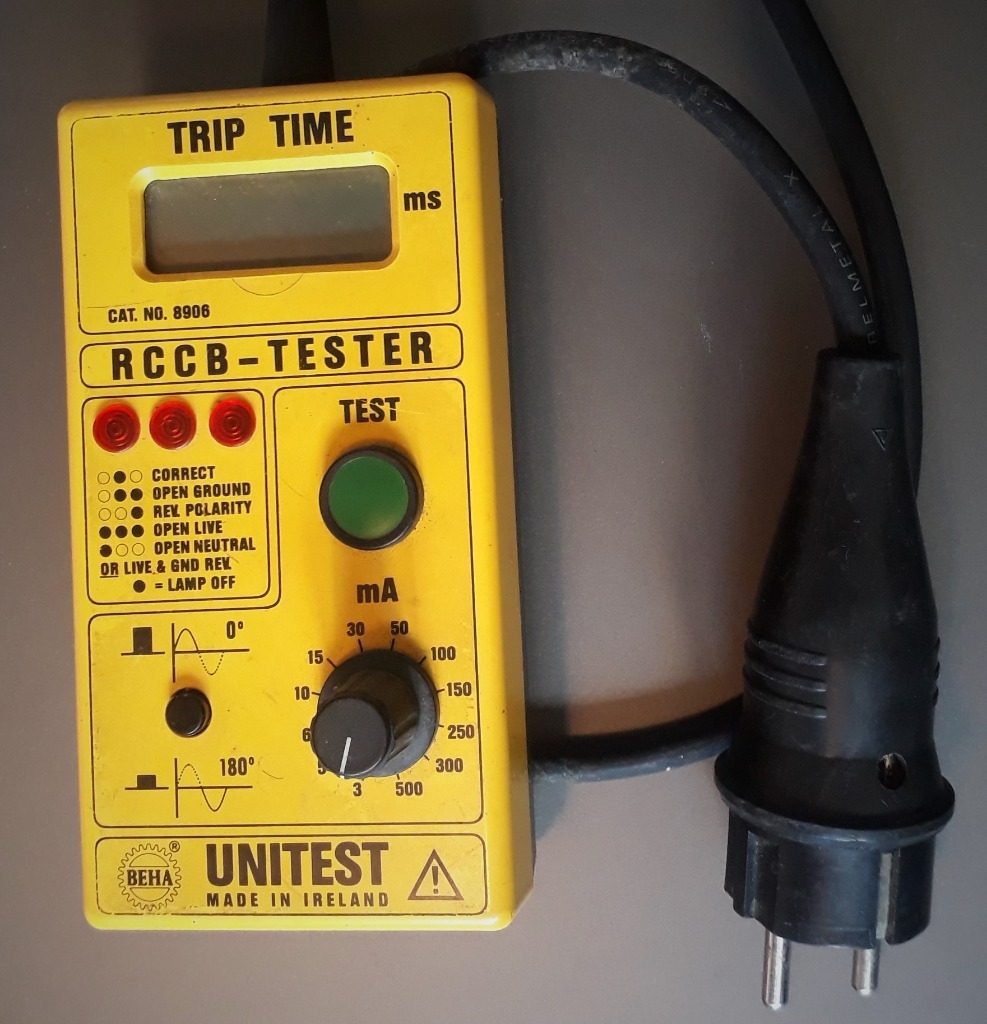 TRIP TIME
ms
CAT. NO. 8906
RCCB-TESTER
TEST
CORRECT
OPEN GROUND
REV. POLARITY
OPEN LIVE
OPEN NEUTRAL
OR LIVE & GND REV.
= LAMP OFF
mA
30 50
15 100
10 150
6 250
300
3 500
0°
180°
BEHA ®
UNITEST
MADE IN IRELAND